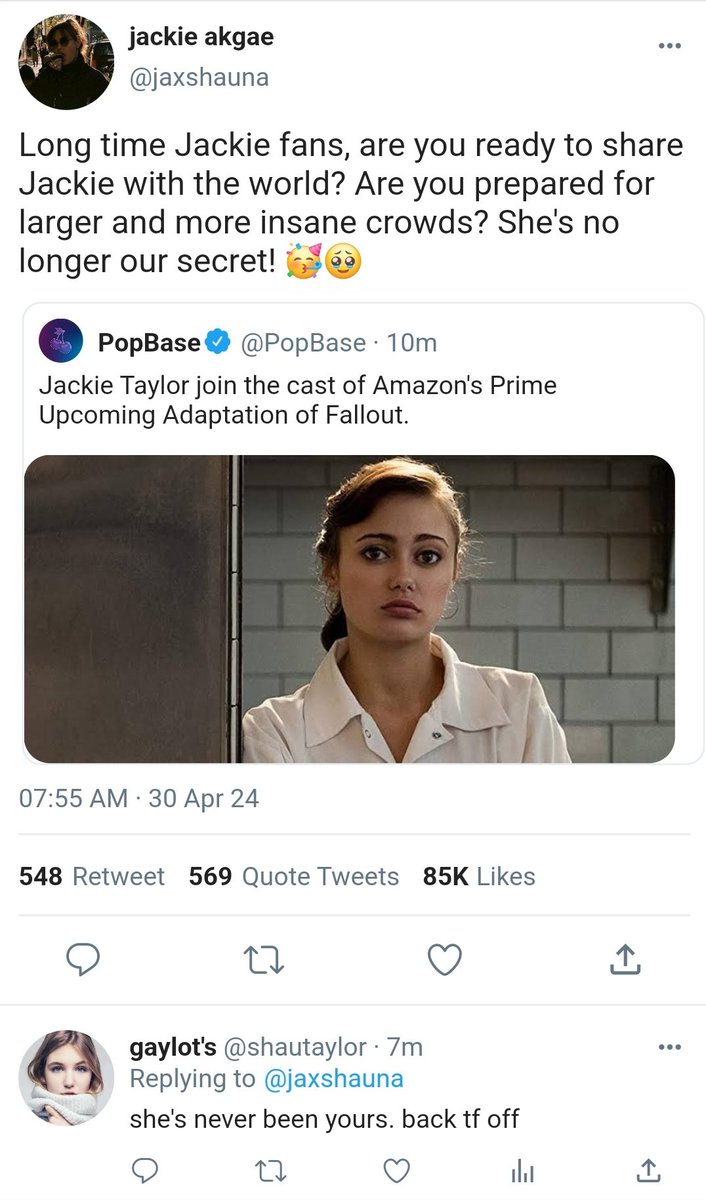 jackie akgae
@jaxshauna
Long time Jackie fans, are you ready to share
Jackie with the world? Are you prepared for
larger and more insane crowds? She's no
longer our secret! 🥳🥹
PopBase @PopBase · 10m
Jackie Taylor join the cast of Amazon's Prime
Upcoming Adaptation of Fallout.
07:55 AM · 30 Apr 24
548 Retweet 569 Quote Tweets 85K Likes
gaylot's @shautaylor · 7m
Replying to @jaxshauna
she's never been yours. back tf off